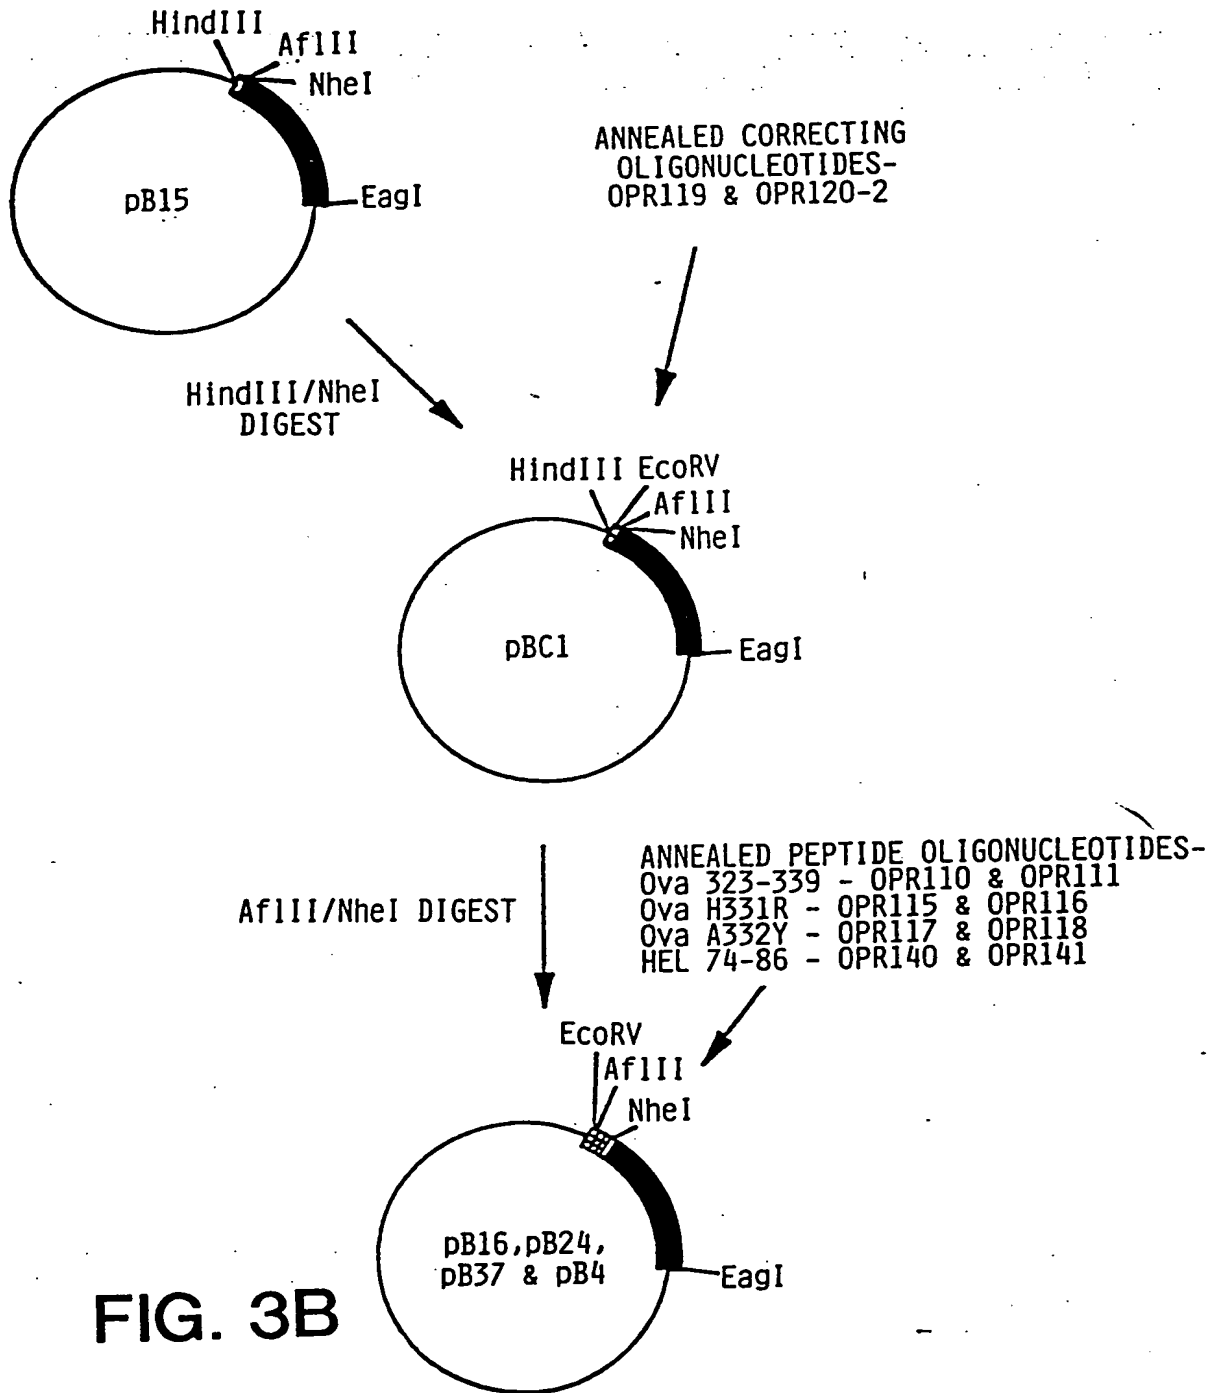 HindIII
AflII
NheI
pB15
EagI
ANNEALED CORRECTING
OLIGONUCLEOTIDES-
OPR119 & OPR120-2
HindIII/NheI
DIGEST
HindIII EcoRV
AflII
NheI
pBC1
EagI
AflII/NheI DIGEST
ANNEALED PEPTIDE OLIGONUCLEOTIDES-
Ova 323-339 - OPR110 & OPR111
Ova H331R - OPR115 & OPR116
Ova A332Y - OPR117 & OPR118
HEL 74-86 - OPR140 & OPR141
EcoRV
AflII
NheI
pB16,pB24,
pB37 & pB4
EagI
FIG. 3B